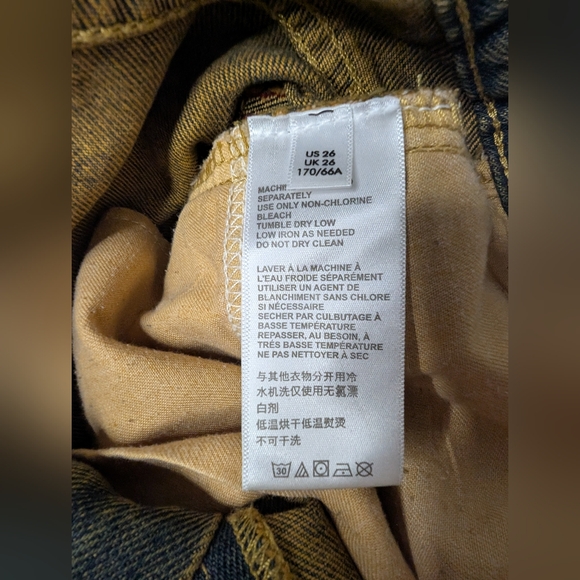 US 26
UK 26
170/66A
MACHI
SEPARATELY
USE ONLY NON-CHLORINE
BLEACH
TUMBLE DRY LOW
LOW IRON AS NEEDED
DO NOT DRY CLEAN
LAVER À LA MACHINE À
L'EAU FROIDE SÉPARÉMENT
UTILISER UN AGENT DE
BLANCHIMENT SANS CHLORE
SI NÉCESSAIRE
SECHER PAR CULBUTAGE À
BASSE TEMPÉRATURE
REPASSER, AU BESOIN, À
TRÈS BASSE TEMPÉRATURE
NE PAS NETTOYER À SEC
与其他衣物分开用冷
水机洗仅使用无氯漂
白剂
低温烘干低温熨烫
不可干洗
30